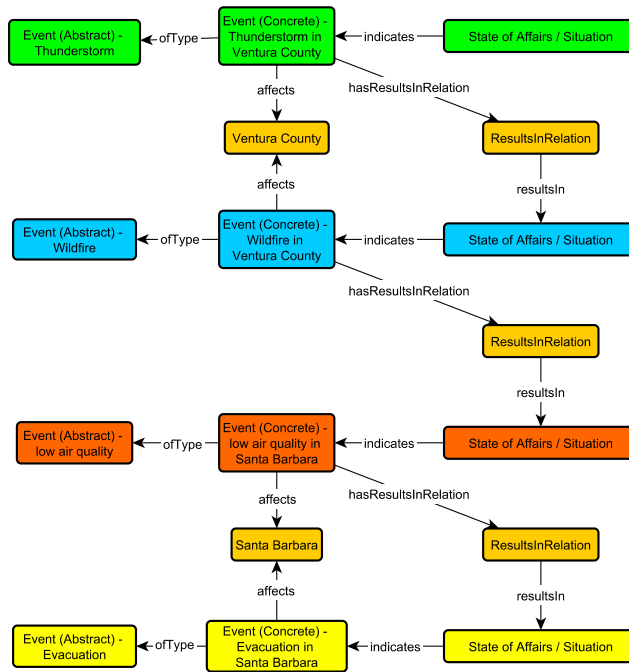 Event (Abstract) -
Thunderstorm
ofType
Event (Concrete) -
Thunderstorm in
Ventura County
indicates
State of Affairs / Situation
affects
hasResultsInRelation
Ventura County
ResultsInRelation
affects
resultsIn
Event (Abstract) -
Wildfire
ofType
Event (Concrete) -
Wildfire in
Ventura County
indicates
State of Affairs / Situation
hasResultsInRelation
ResultsInRelation
resultsIn
Event (Abstract) -
low air quality
ofType
Event (Concrete) -
low air quality in
Santa Barbara
indicates
State of Affairs / Situation
affects
hasResultsInRelation
Santa Barbara
ResultsInRelation
affects
resultsIn
Event (Abstract) -
Evacuation
ofType
Event (Concrete) -
Evacuation in
Santa Barbara
indicates
State of Affairs / Situation